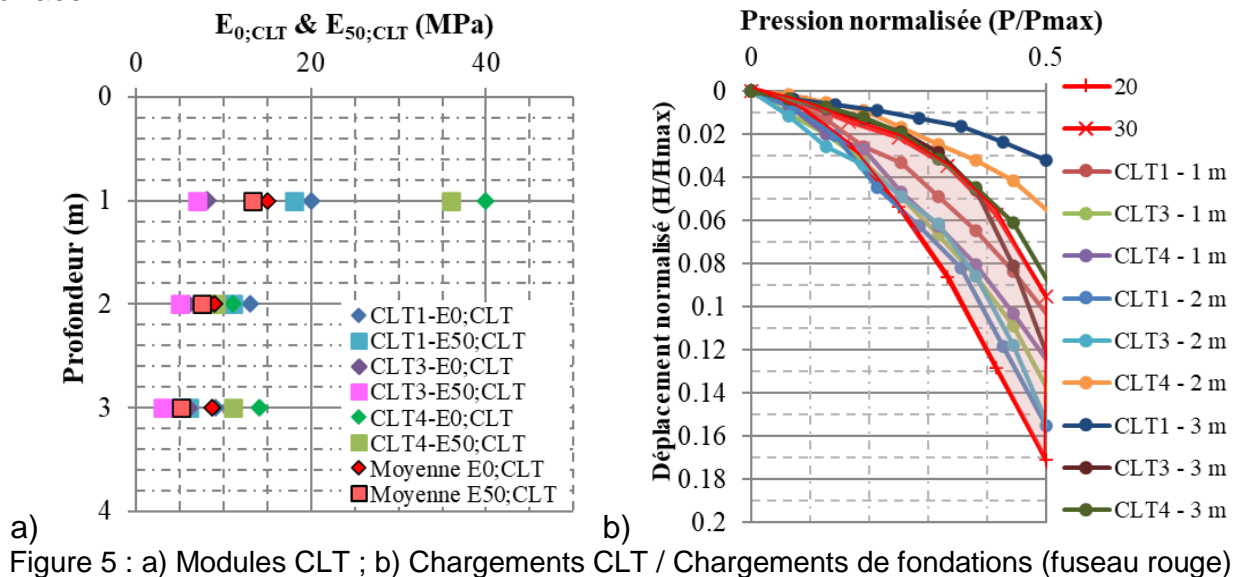 E0;CLT & E50;CLT (MPa)
0 20 40
0
1
2
3
4
Profondeur (m)
CLT1-E0;CLT
CLT1-E50;CLT
CLT3-E0;CLT
CLT3-E50;CLT
CLT4-E0;CLT
CLT4-E50;CLT
Moyenne E0;CLT
Moyenne E50;CLT
a)
Pression normalisée (P/Pmax)
0 0.5
0
0.02
0.04
0.06
0.08
0.1
0.12
0.14
0.16
0.18
0.2
Déplacement normalisé (H/Hmax)
20
30
CLT1 - 1 m
CLT3 - 1 m
CLT4 - 1 m
CLT1 - 2 m
CLT3 - 2 m
CLT4 - 2 m
CLT1 - 3 m
CLT3 - 3 m
CLT4 - 3 m
b)
Figure 5 : a) Modules CLT ; b) Chargements CLT / Chargements de fondations (fuseau rouge)